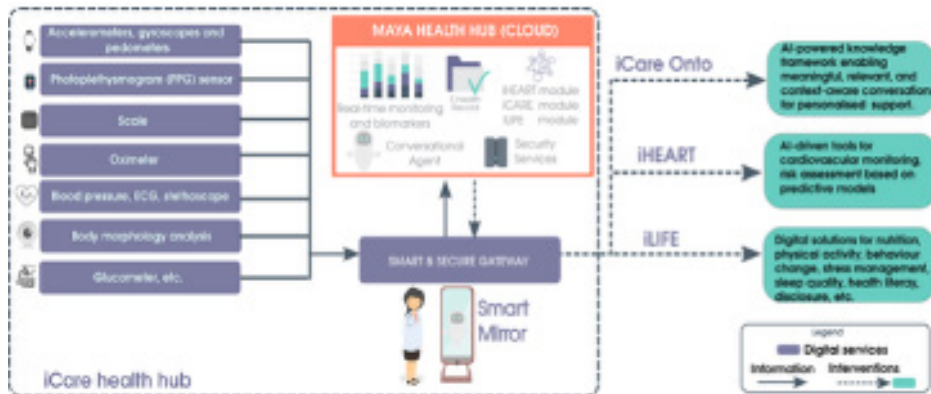 Accelerometers, gyroscopes and
pedometers
Photoplethysmogram (PPG) sensor
Scale
Oximeter
Blood pressure, ECG, stethoscope
Body morphology analysis
Glucometer, etc.
MAYA HEALTH HUB (CLOUD)
Real-time monitoring
and biomarkers
iHEART module
iCARE module
iLIFE module
Conversational
Agent
Security
Services
SMART & SECURE GATEWAY
Smart
Mirror
iCare health hub
iCare Onto
iHEART
iLIFE
AI-powered knowledge
framework enabling
meaningful, relevant, and
context-aware conversations
for personalised support.
AI-driven tools for
cardiovascular monitoring,
risk assessment based on
predictive models
Digital solutions for nutrition,
physical activity, behaviour
change, stress management,
sleep quality, health literay,
disclosure, etc.
Legend
Digital services
Information
Interventions